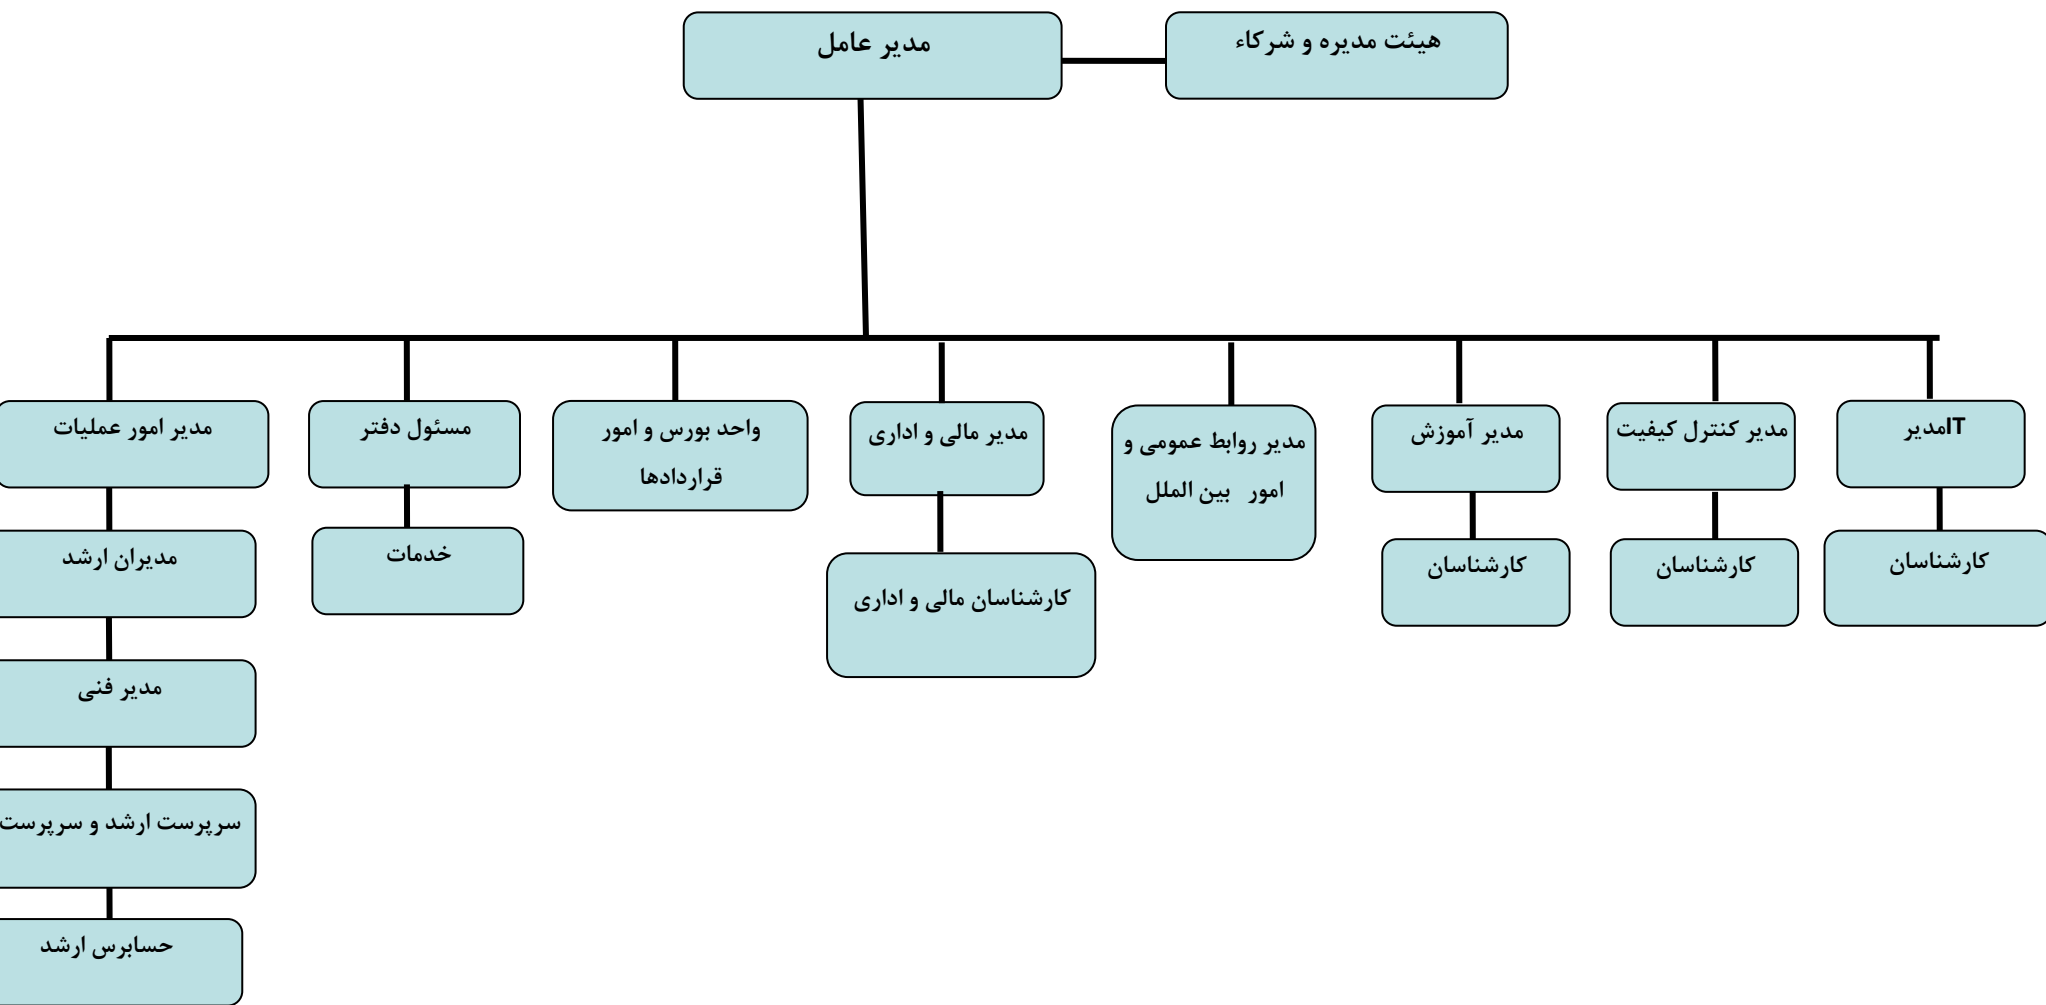 هیئت مدیره و شرکاء
مدیر عامل
ITمدیر
مدیر کنترل کیفیت
مدیر آموزش
مدیر روابط عمومی و
امور بین الملل
مدیر مالی و اداری
واحد بورس و امور
قراردادها
مسئول دفتر
مدیر امور عملیات
کارشناسان
کارشناسان
کارشناسان
کارشناسان مالی و اداری
خدمات
مدیران ارشد
مدیر فنی
سرپرست ارشد و سرپرست
حسابرس ارشد